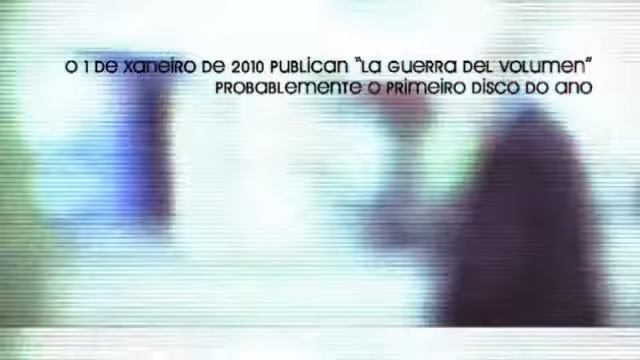 O 1 DE XANEIRO DE 2010 PUBLICAN "LA GUERRA DEL VOLUMEN"
PROBABLEMENTE O PRIMEIRO DISCO DO ANO